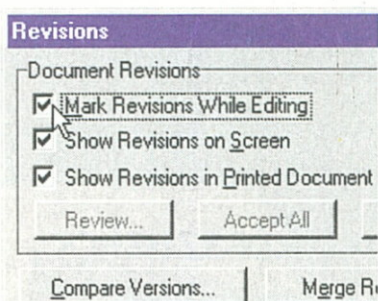 Revisions
Document Revisions
Mark Revisions While Editing
Show Revisions on Screen
Show Revisions in Printed Document
Review... Accept All
Compare Versions... Merge